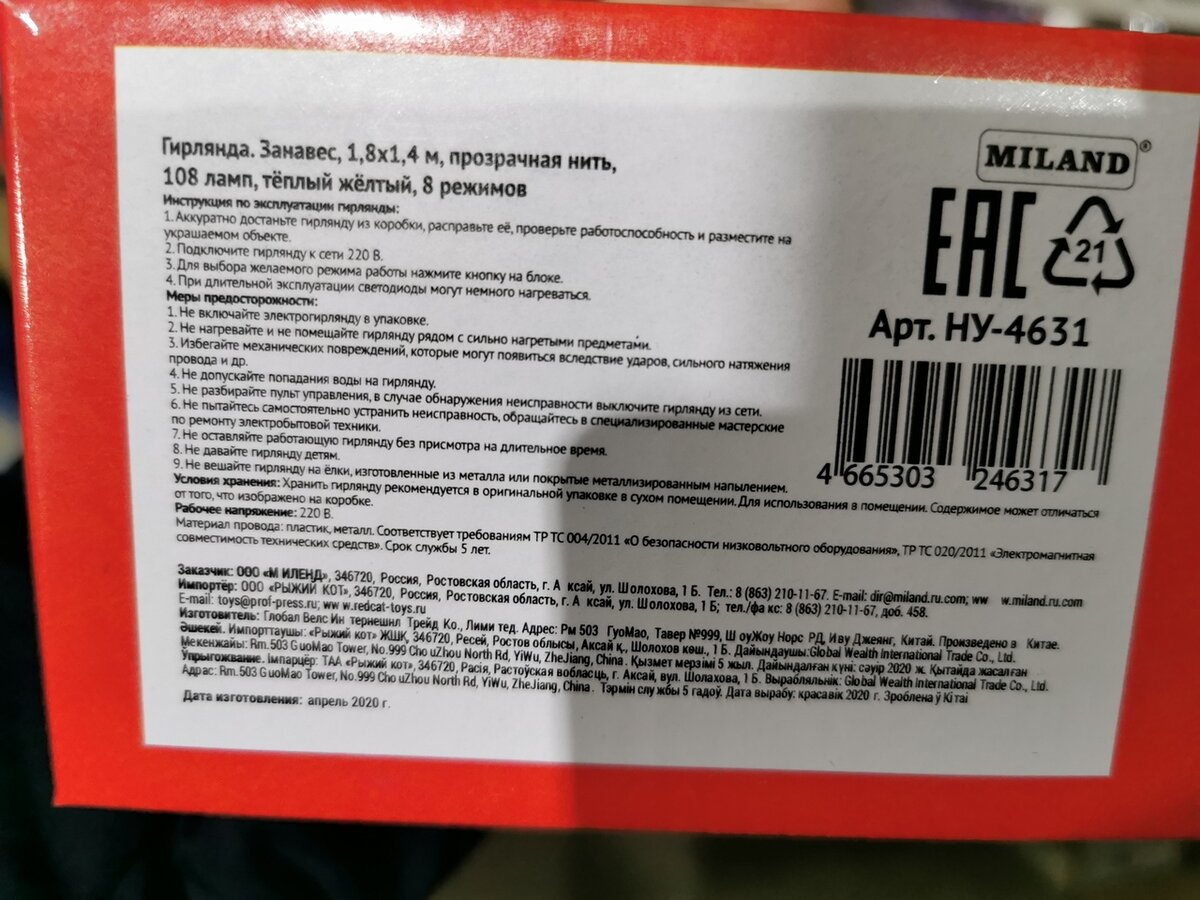 Гирлянда. Занавес, 1,8х1,4 м, прозрачная нить,
108 ламп, тёплый жёлтый, 8 режимов
Инструкция по эксплуатации гирлянды:
1. Аккуратно достаньте гирлянду из коробки, расправьте её, проверьте работоспособность и разместите на
украшаемом объекте.
2. Подключите гирлянду к сети 220 В.
3. Для выбора желаемого режима работы нажмите кнопку на блоке.
4. При длительной эксплуатации светодиоды могут немного нагреваться.
Меры предосторожности:
1. Не включайте электрогирлянду в упаковке.
2. Не нагревайте и не помещайте гирлянду рядом с сильно нагретыми предметами.
3. Избегайте механических повреждений, которые могут появиться вследствие ударов, сильного натяжения
провода и др.
4. Не допускайте попадания воды на гирлянду.
5. Не разбирайте пульт управления, в случае обнаружения неисправности выключите гирлянду из сети.
6. Не пытайтесь самостоятельно устранить неисправность, обращайтесь в специализированные мастерские
по ремонту электробытовой техники.
7. Не оставляйте работающую гирлянду без присмотра на длительное время.
8. Не давайте гирлянду детям.
9. Не вешайте гирлянду на ёлки, изготовленные из металла или покрытые металлизированным напылением.
Условия хранения: Хранить гирлянду рекомендуется в оригинальной упаковке в сухом помещении. Для использования в помещении. Содержимое может отличаться
от того, что изображено на коробке.
Рабочее напряжение: 220 В.
Материал провода: пластик, металл. Соответствует требованиям ТР ТС 004/2011 «О безопасности низковольтного оборудования», ТР ТС 020/2011 «Электромагнитная
совместимость технических средств». Срок службы 5 лет.
Заказчик: ООО «М ИЛЕНД», 346720, Россия, Ростовская область, г. А ксай, ул. Шолохова, 1 Б. Тел.: 8 (863) 210-11-67. E-mail: dir@miland.ru.com; ww w.miland.ru.com
Импортёр: ООО «РЫЖИЙ КОТ», 346720, Россия, Ростовская область, г. А ксай, ул. Шолохова, 1 Б; тел./фа кс: 8 (863) 210-11-67, доб. 458.
E-mail: toys@prof-press.ru; ww w.redcat-toys.ru
Изготовитель: Глобал Велс Ин тернешнл Трейд Ко., Лими тед. Адрес: Рм 503 ГуоМао, Тавер №999, Ш оуЖоу Норс РД, Иву Джеянг, Китай. Произведено в Китае.
Эшекей. Импорттаушы: «Рыжий кот» ЖШҚ, 346720, Ресей, Ростов облысы, Аксай қ., Шолохов көш., 1 Б. Дайындаушы:Global Wealth International Trade Co., Ltd.
Мекенжайы: Rm.503 GuoMao Tower, No.999 Cho uZhou North Rd, YiWu, ZheJiang, China. Қызмет мерзімі 5 жыл. Дайындалған күні: сәуір 2020 ж. Қытайда жасалған
Упрыгожванне. Імпарцёр: ТАА «Рыжий кот», 346720, Расія, Растоўская вобласць, г. Аксай, вул. Шолахова, 1 Б. Вырабляльнік: Global Wealth International Trade Co., Ltd.
Адрас: Rm.503 G uoMao Tower, No.999 Cho uZhou North Rd, YiWu, ZheJiang, China. Тэрмін слу жбы 5 гадоў. Дата вырабу: красавік 2020 г. Зроблена ў Кітаі
Дата изготовления: апрель 2020 г.
MILAND®
EAC
21
Арт. НУ-4631
4 665303 246317